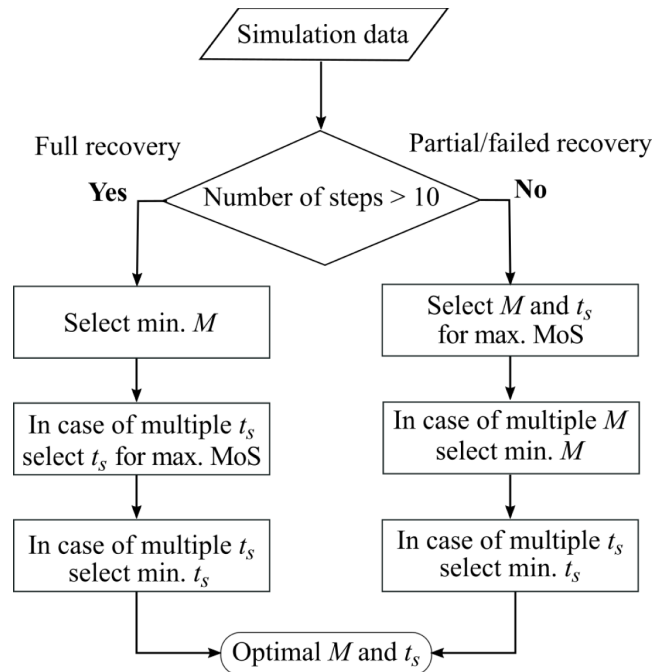 Simulation data
Full recovery
Partial/failed recovery
Yes
Number of steps > 10
No
Select min. M
Select M and tₛ
for max. MoS
In case of multiple tₛ
select tₛ for max. MoS
In case of multiple M
select min. M
In case of multiple tₛ
select min. tₛ
In case of multiple tₛ
select min. tₛ
Optimal M and tₛ